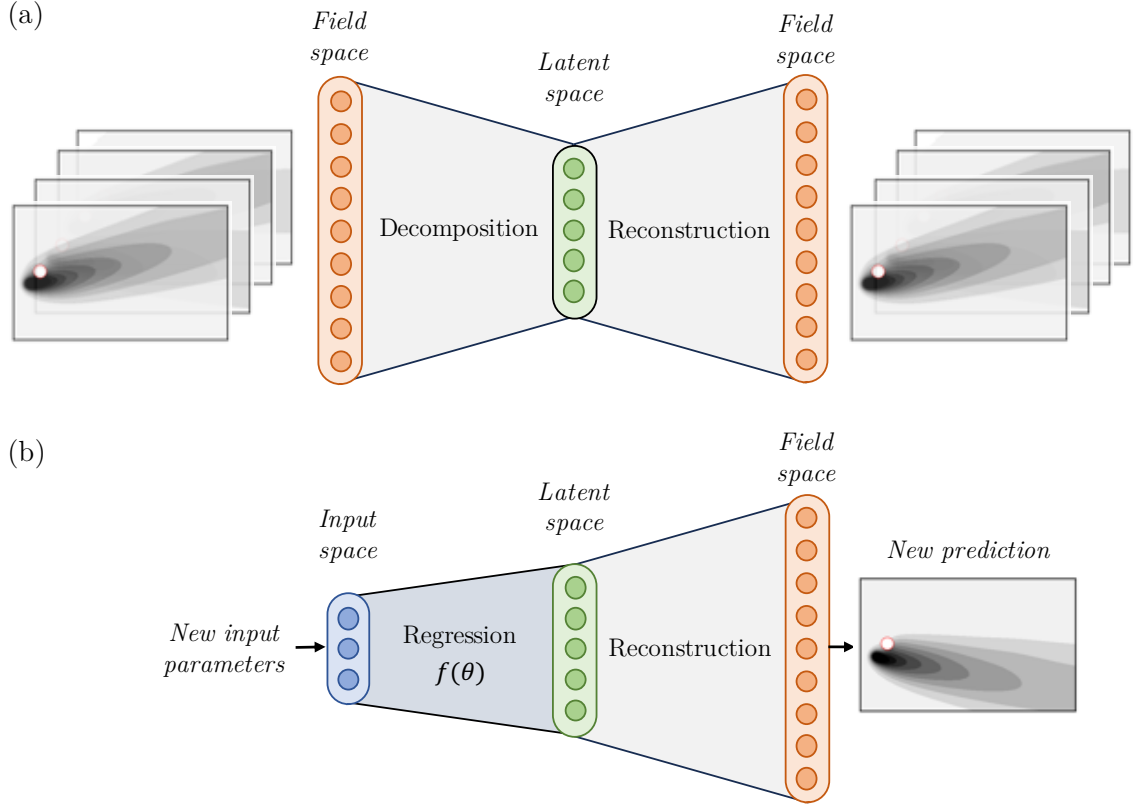 (a)
Field
space
Latent
space
Field
space
Decomposition
Reconstruction
(b)
Input
space
Latent
space
Field
space
New input
parameters
Regression
f(θ)
Reconstruction
New prediction